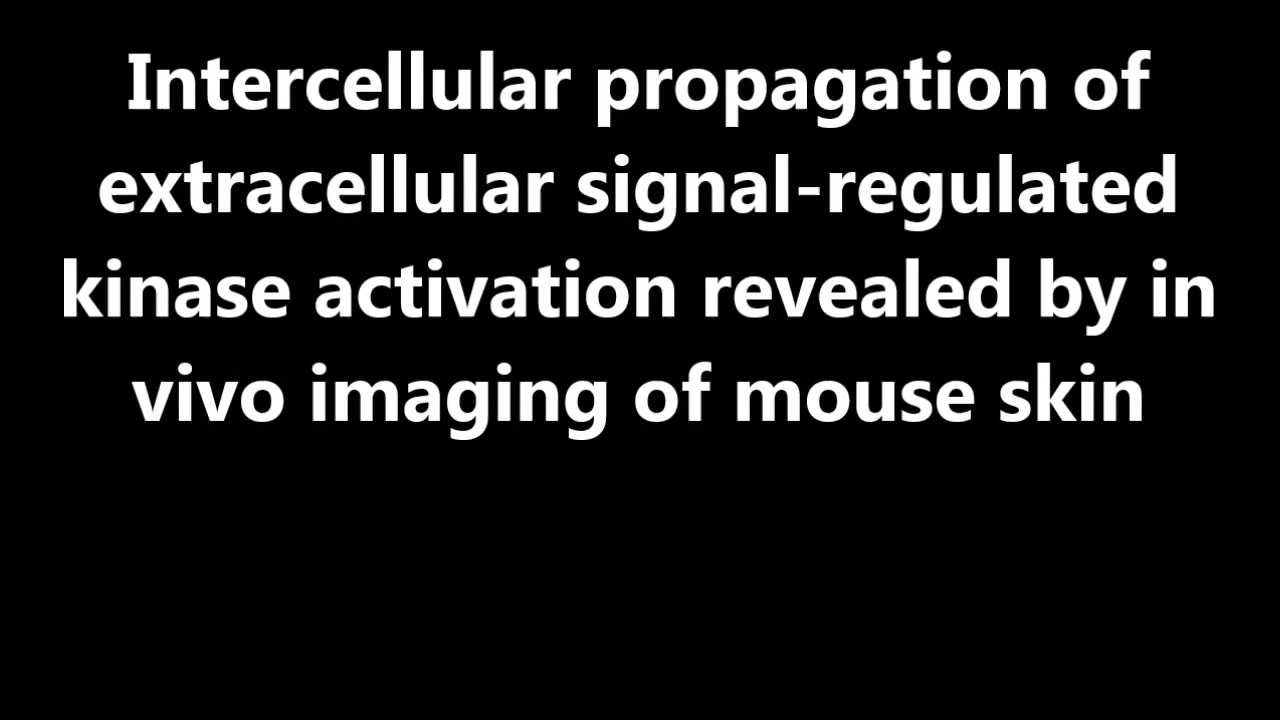 Intercellular propagation of
extracellular signal-regulated
kinase activation revealed by in
vivo imaging of mouse skin